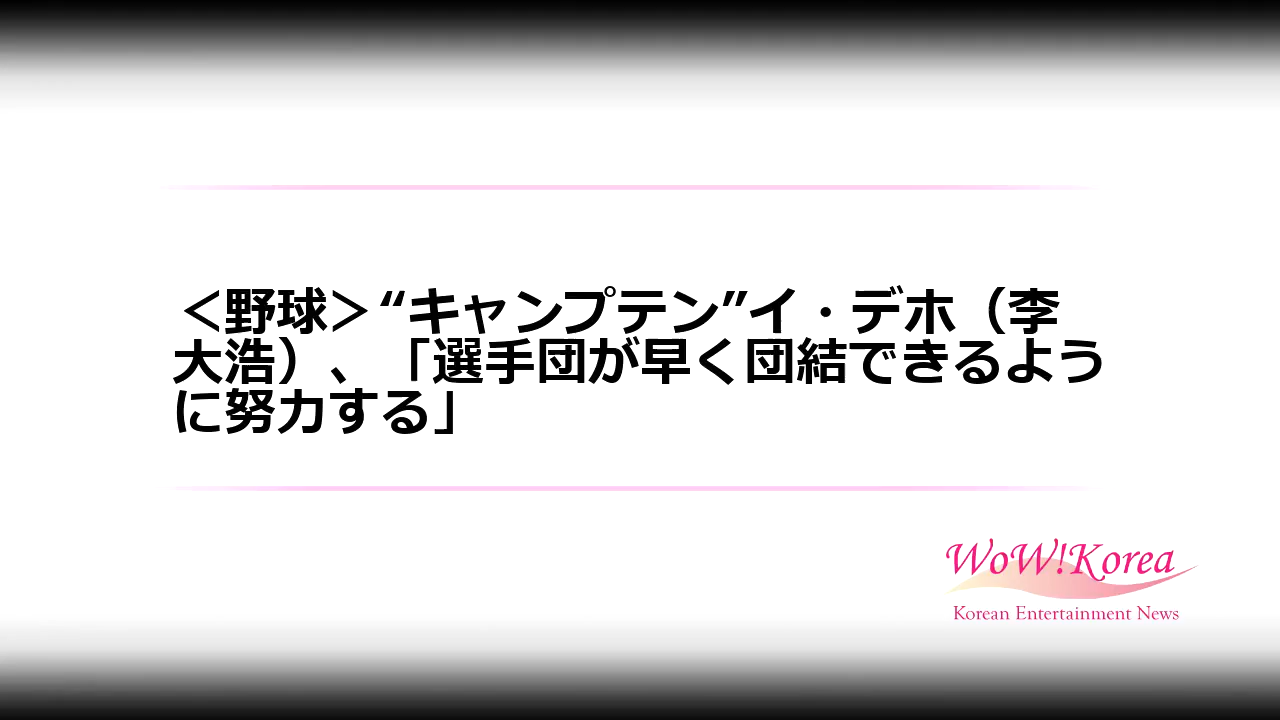 ＜野球＞“キャンプテン”イ・デホ（李
大浩）、「選手団が早く団結できるよう
に努力する」
WoW!Korea
Korean Entertainment News